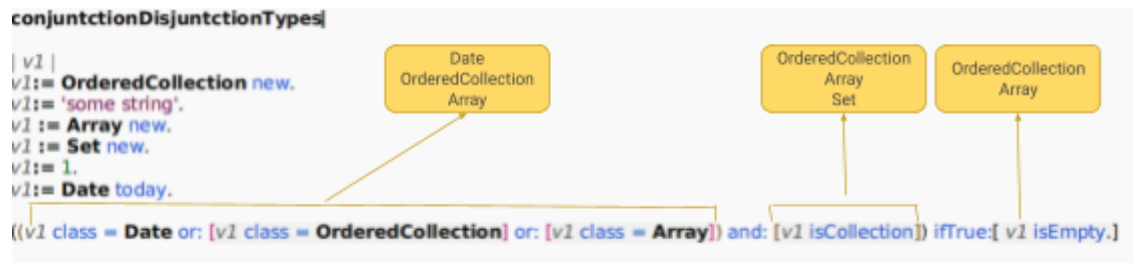 conjuntctionDisjuntctionTypes
| v1 |
v1:= OrderedCollection new.
v1:= 'some string'.
v1 := Array new.
v1 := Set new.
v1:= 1.
v1:= Date today.
Date
OrderedCollection
Array
OrderedCollection
Array
Set
OrderedCollection
Array
((v1 class = Date or: [v1 class = OrderedCollection] or: [v1 class = Array]) and: [v1 isCollection]) ifTrue:[ v1 isEmpty.]